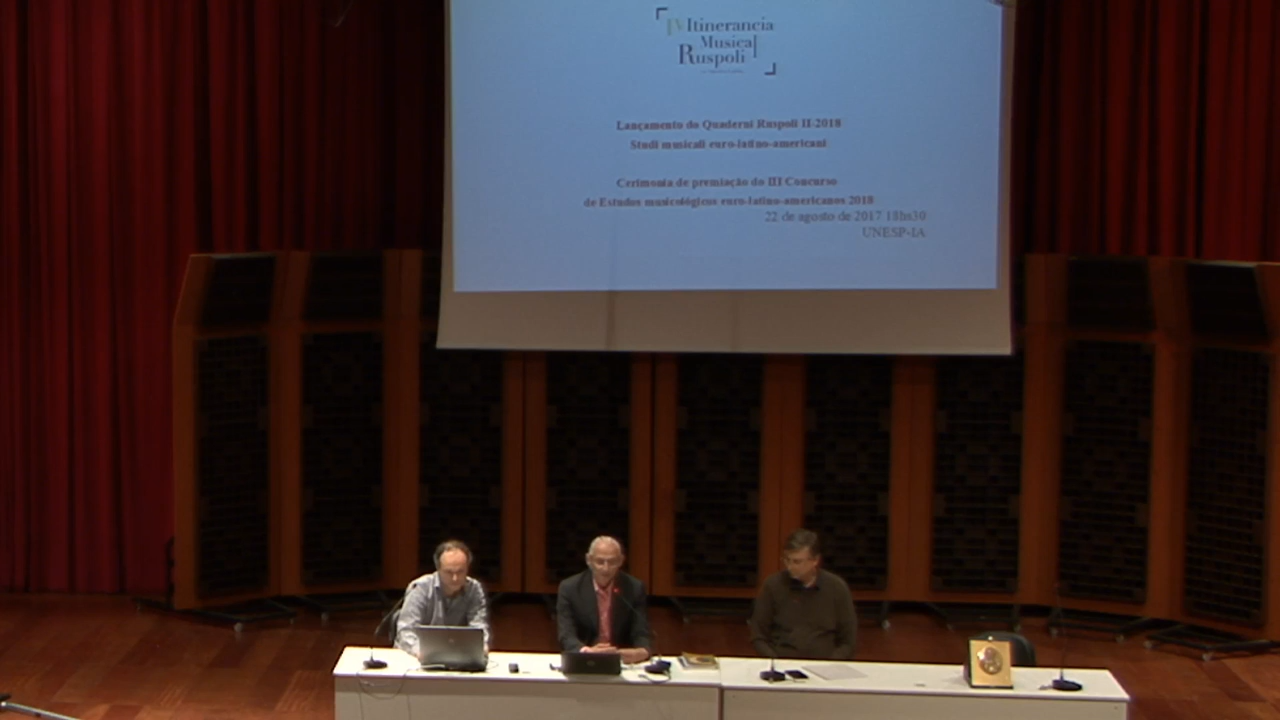 IV Itinerancia
Musical
Ruspoli
Lançamento do Quaderni Ruspoli II-2018
Studi musicali euro-latino-americani
Cerimonia de premiação do III Concurso
de Estudos musicológicos euro-latino-americanos 2018
22 de agosto de 2017 18hs30
UNESP-IA